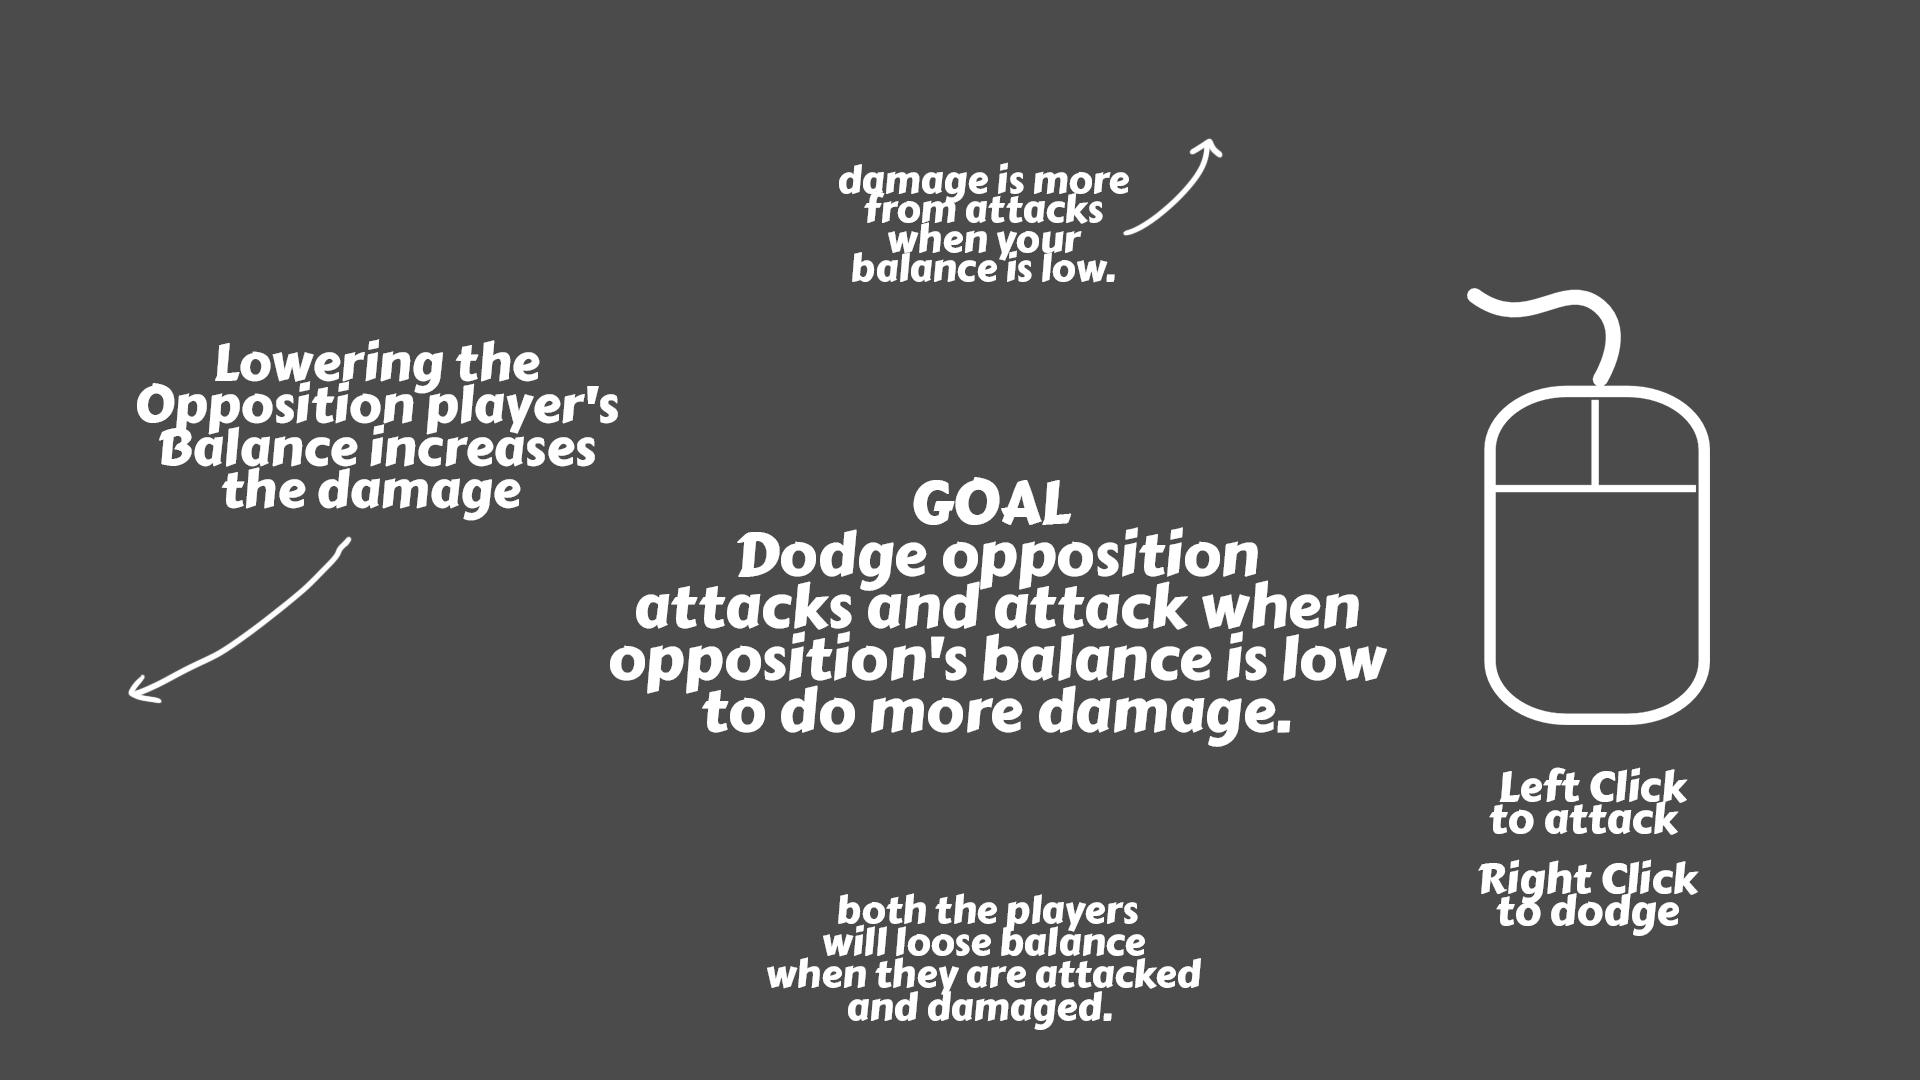 damage is more
from attacks
when your
balance is low.
Lowering the
Opposition player's
Balance increases
the damage
GOAL
Dodge opposition
attacks and attack when
opposition's balance is low
to do more damage.
Left Click
to attack
Right Click
to dodge
both the players
will loose balance
when they are attacked
and damaged.